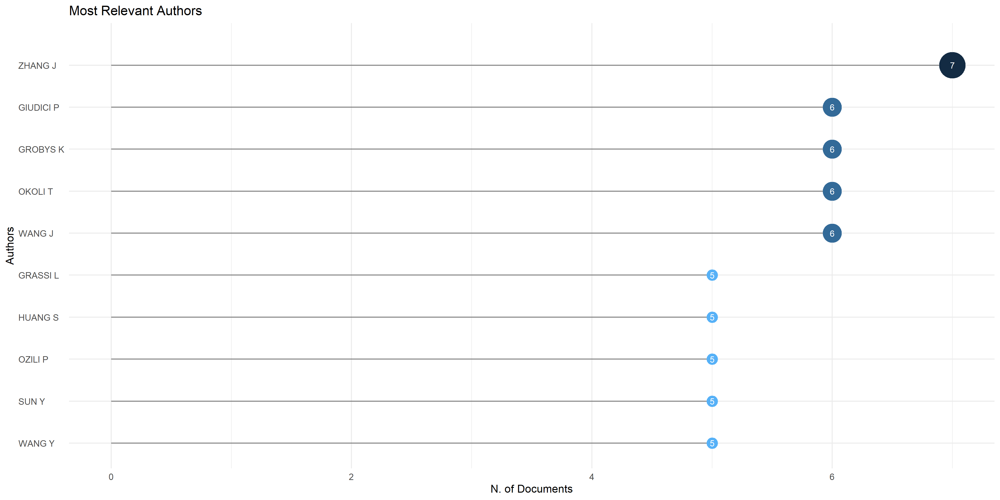 Most Relevant Authors
Authors
ZHANG J 7
GIUDICI P 6
GROBYS K 6
OKOLI T 6
WANG J 6
GRASSI L 5
HUANG S 5
OZILI P 5
SUN Y 5
WANG Y 5
0 2 4 6
N. of Documents